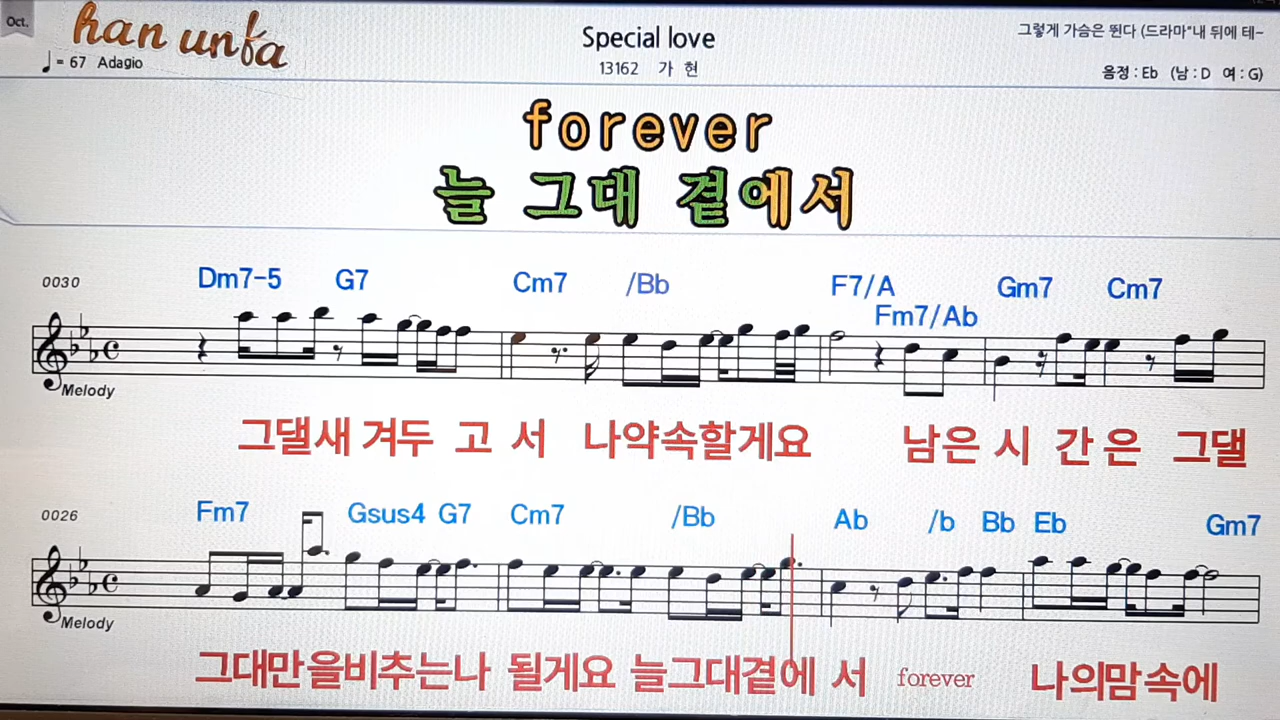 Oct.
han unfa
♩= 67 Adagio
Special love
13162 가 현
그렇게 가슴은 뛴다 (드라마"내 뒤에 테~
음정 : Eb (남 : D 여 : G)
forever
늘 그대 곁에서
0030
Dm7-5 G7 Cm7 /Bb F7/A Fm7/Ab Gm7 Cm7
Melody
그댈새 겨두 고 서 나약속할게요 남은 시 간 은 그댈
0026
Fm7 Gsus4 G7 Cm7 /Bb Ab /b Bb Eb Gm7
Melody
그대만을비추는나 될게요 늘그대곁에 서 forever 나의맘속에